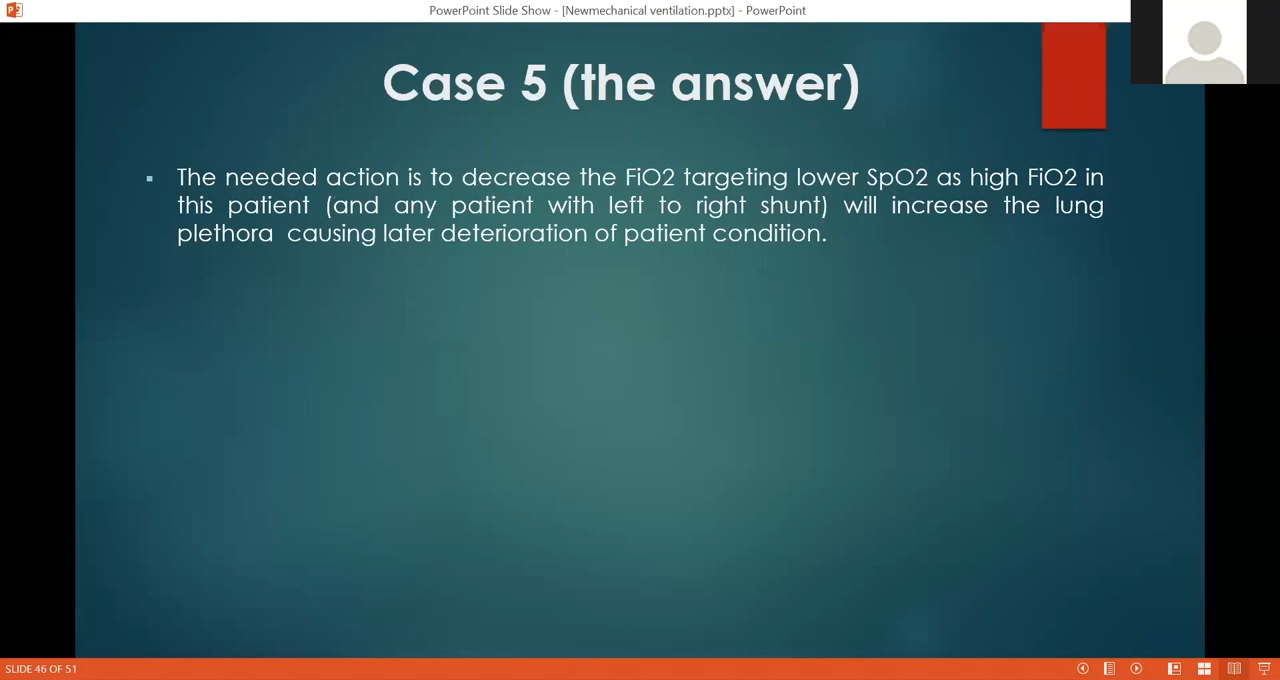 PowerPoint Slide Show - [Newmechanical ventilation.pptx] - PowerPoint
Case 5 (the answer)
▪ The needed action is to decrease the FiO2 targeting lower SpO2 as high FiO2 in
this patient (and any patient with left to right shunt) will increase the lung
plethora  causing later deterioration of patient condition.
SLIDE 46 OF 51